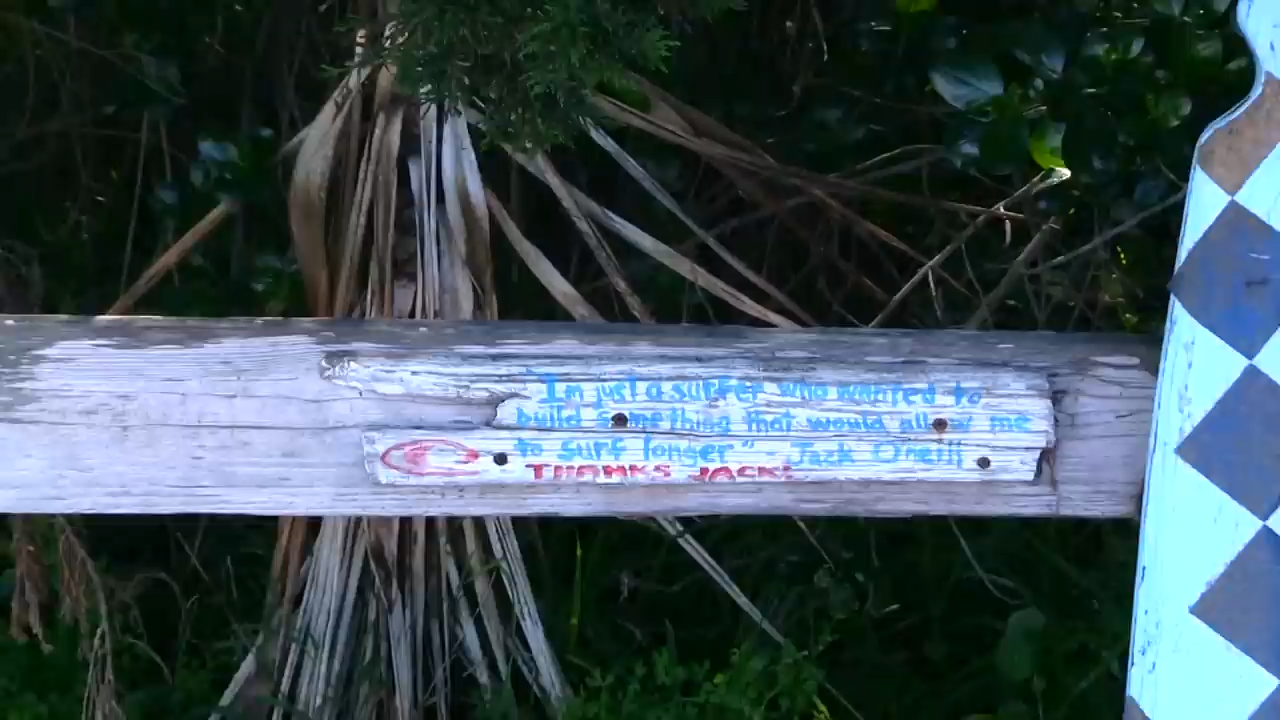 "I'm just a surfer who wanted to
build something that would allow me
to surf longer" - Jack Oneill
THANKS JACK!